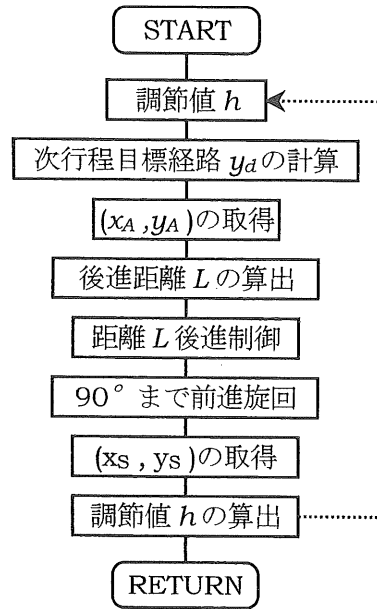 START
調節値 h
次行程目標経路 yd の計算
(xA ,yA )の取得
後進距離 L の算出
距離 L 後進制御
90°まで前進旋回
(xs , ys )の取得
調節値 h の算出
RETURN